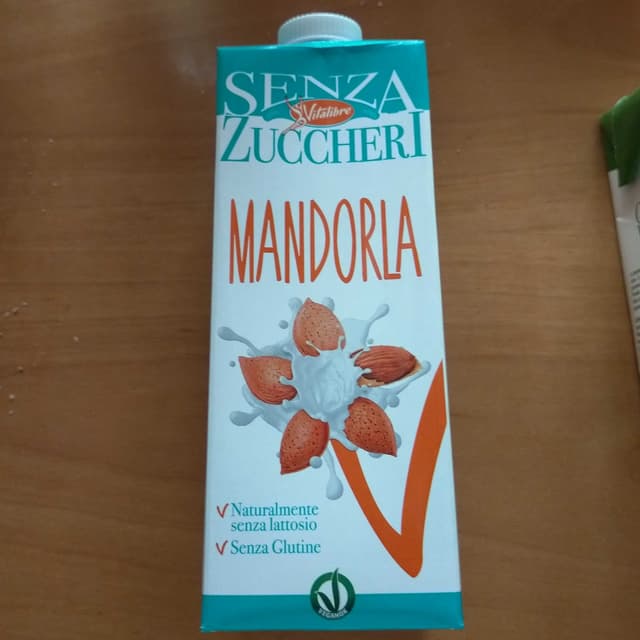 SENZA
Vitalibre
ZUCCHERI
MANDORLA
Naturalmente
senza lattosio
Senza Glutine
VEGANOK